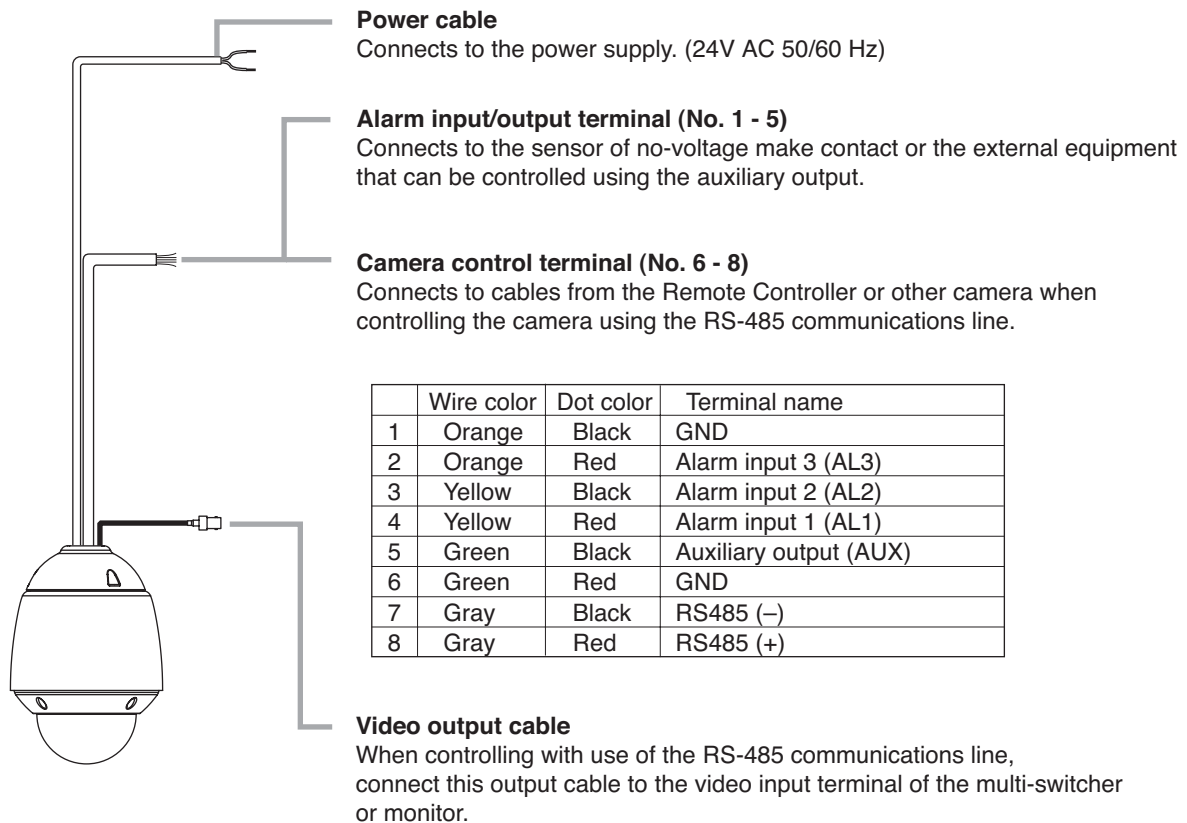 Power cable
Connects to the power supply. (24V AC 50/60 Hz)
Alarm input/output terminal (No. 1 - 5)
Connects to the sensor of no-voltage make contact or the external equipment
that can be controlled using the auxiliary output.
Camera control terminal (No. 6 - 8)
Connects to cables from the Remote Controller or other camera when
controlling the camera using the RS-485 communications line.
Wire color Dot color Terminal name
1 Orange Black GND
2 Orange Red Alarm input 3 (AL3)
3 Yellow Black Alarm input 2 (AL2)
4 Yellow Red Alarm input 1 (AL1)
5 Green Black Auxiliary output (AUX)
6 Green Red GND
7 Gray Black RS485 (–)
8 Gray Red RS485 (+)
Video output cable
When controlling with use of the RS-485 communications line,
connect this output cable to the video input terminal of the multi-switcher
or monitor.